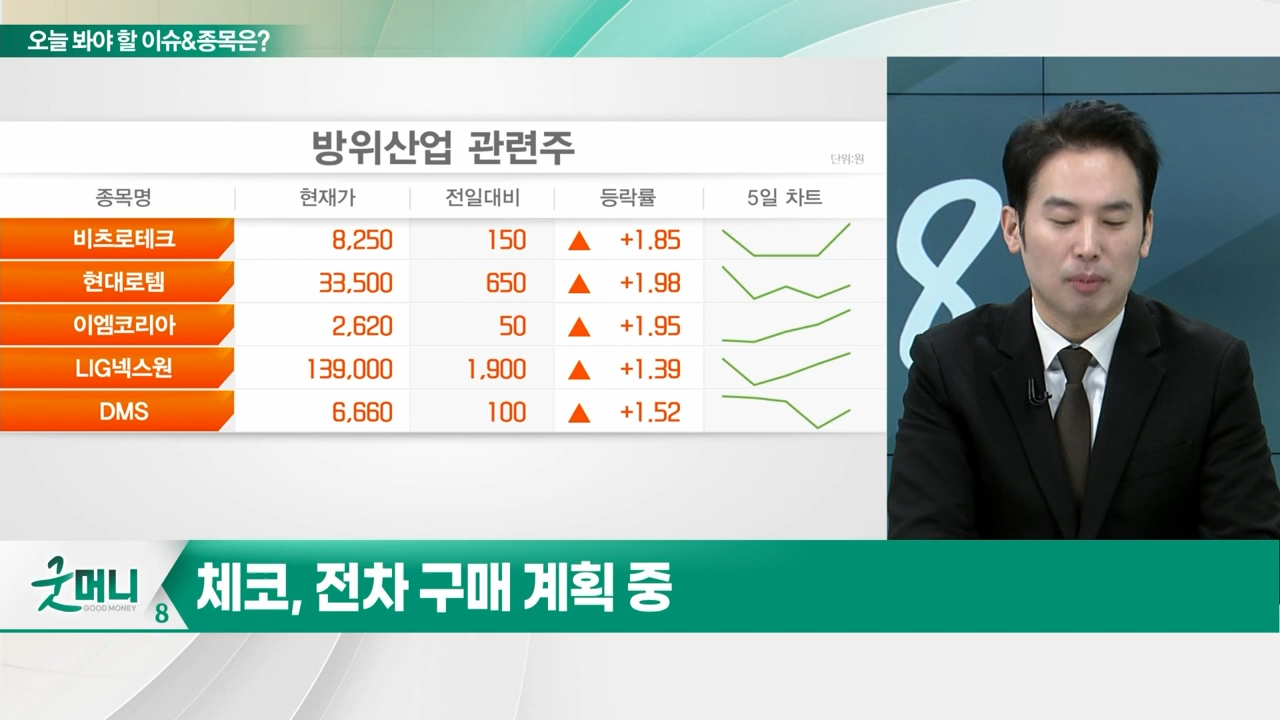 오늘 봐야 할 이슈&종목은?
방위산업 관련주
단위:원
종목명 현재가 전일대비 등락률 5일 차트
비츠로테크 8,250 150 ▲ +1.85
현대로템 33,500 650 ▲ +1.98
이엠코리아 2,620 50 ▲ +1.95
LIG넥스원 139,000 1,900 ▲ +1.39
DMS 6,660 100 ▲ +1.52
8
굿머니
GOOD MONEY
8
체코, 전차 구매 계획 중